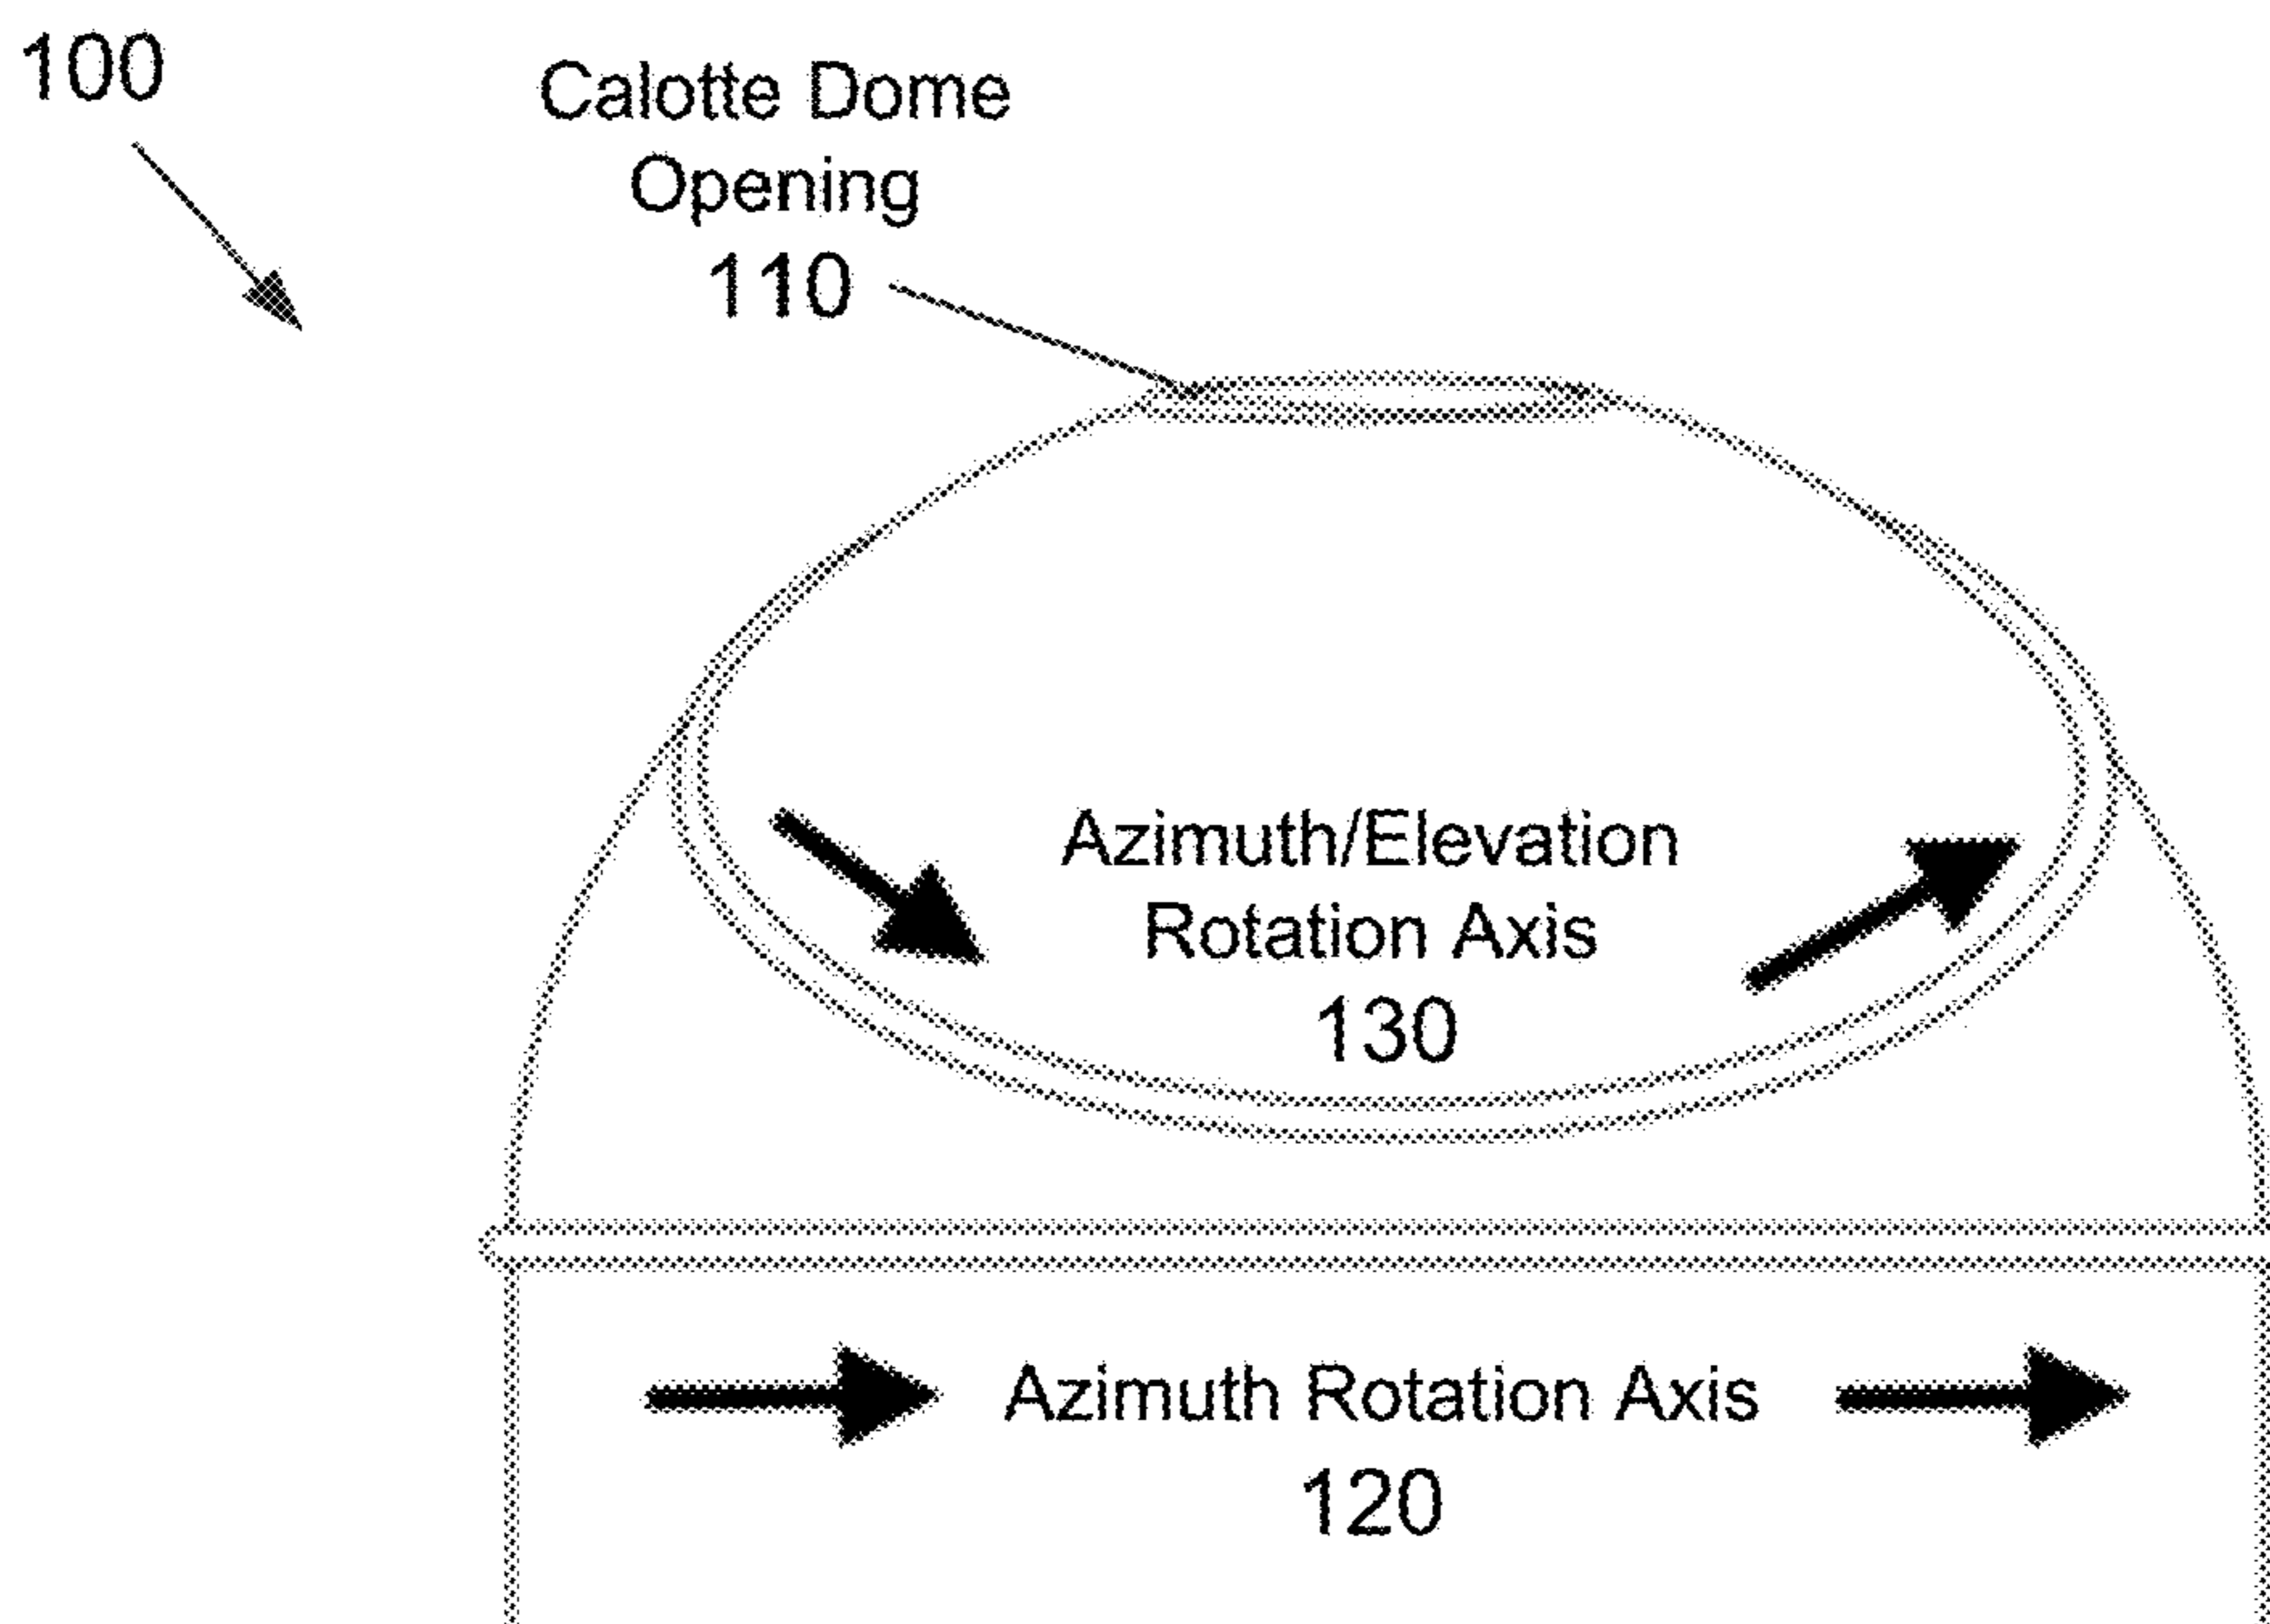 100
Calotte Dome
Opening
110
Azimuth/Elevation
Rotation Axis
130
Azimuth Rotation Axis
120